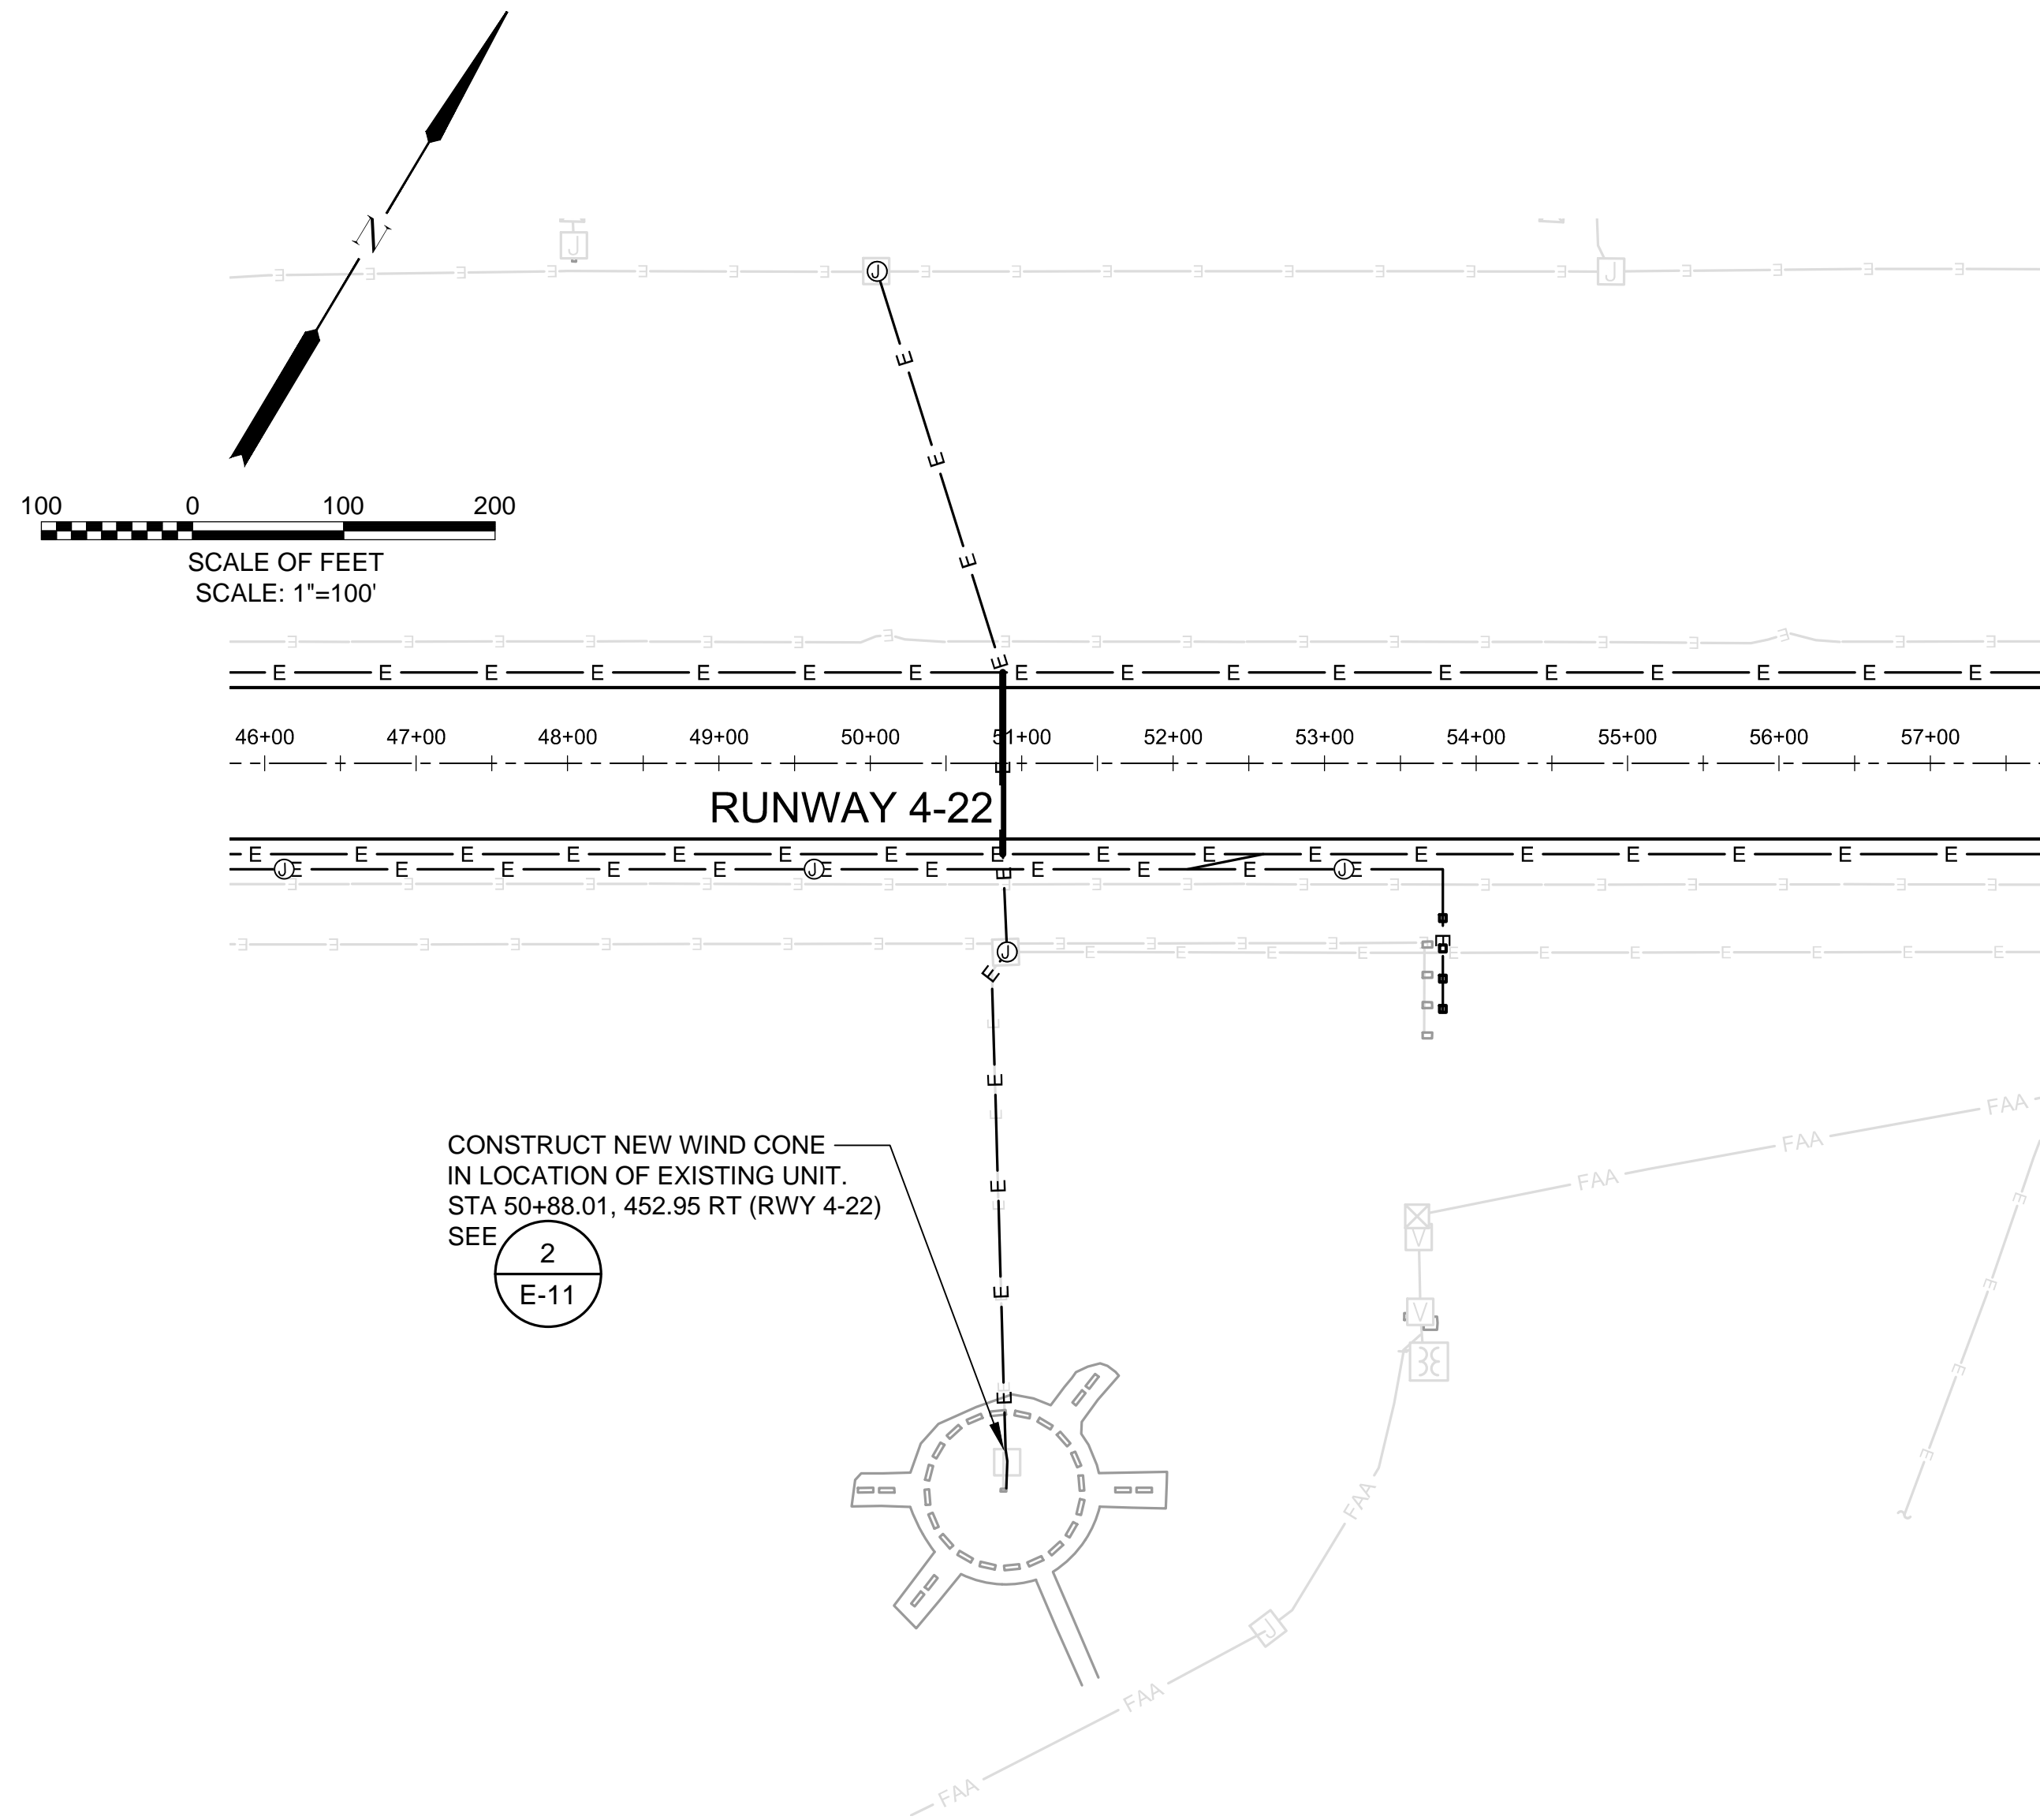 N
J
J
J
E E E E E E E E E E E E E E E E E E E
E
E
E
100 0 100 200
SCALE OF FEET
SCALE: 1"=100'
E E E E E E E E E E E E E E E E E
E
E E E E E E E E E E E E E E E E E
46+00 47+00 48+00 49+00 50+00 51+00 52+00 53+00 54+00 55+00 56+00 57+00
E
RUNWAY 4-22
E E E E E E E E E E E E E E E E E
J E E E E E J E E E E E J E
E E E E E E E E E E E E E E E E E
E
E E E E E E E E E E E E E
J E E E E E E E E E E E
E
E
E
E
E
E
E
E
E
E
E
CONSTRUCT NEW WIND CONE
IN LOCATION OF EXISTING UNIT.
STA 50+88.01, 452.95 RT (RWY 4-22)
SEE
2
E-11
FAA
FAA
FAA
V
V
E
E
E
E
FAA
J
FAA
FAA